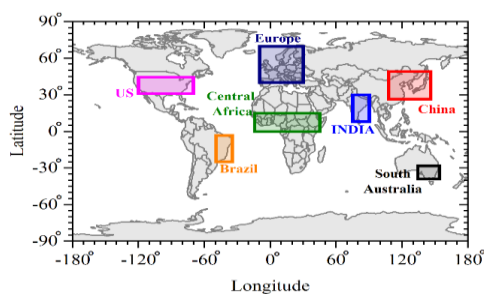 90°
60°
30°
0°
-30°
-60°
-90°
Latitude
Europe
US
Central
Africa
INDIA
China
Brazil
South
Australia
-180° -120° -60° 0° 60° 120° 180°
Longitude